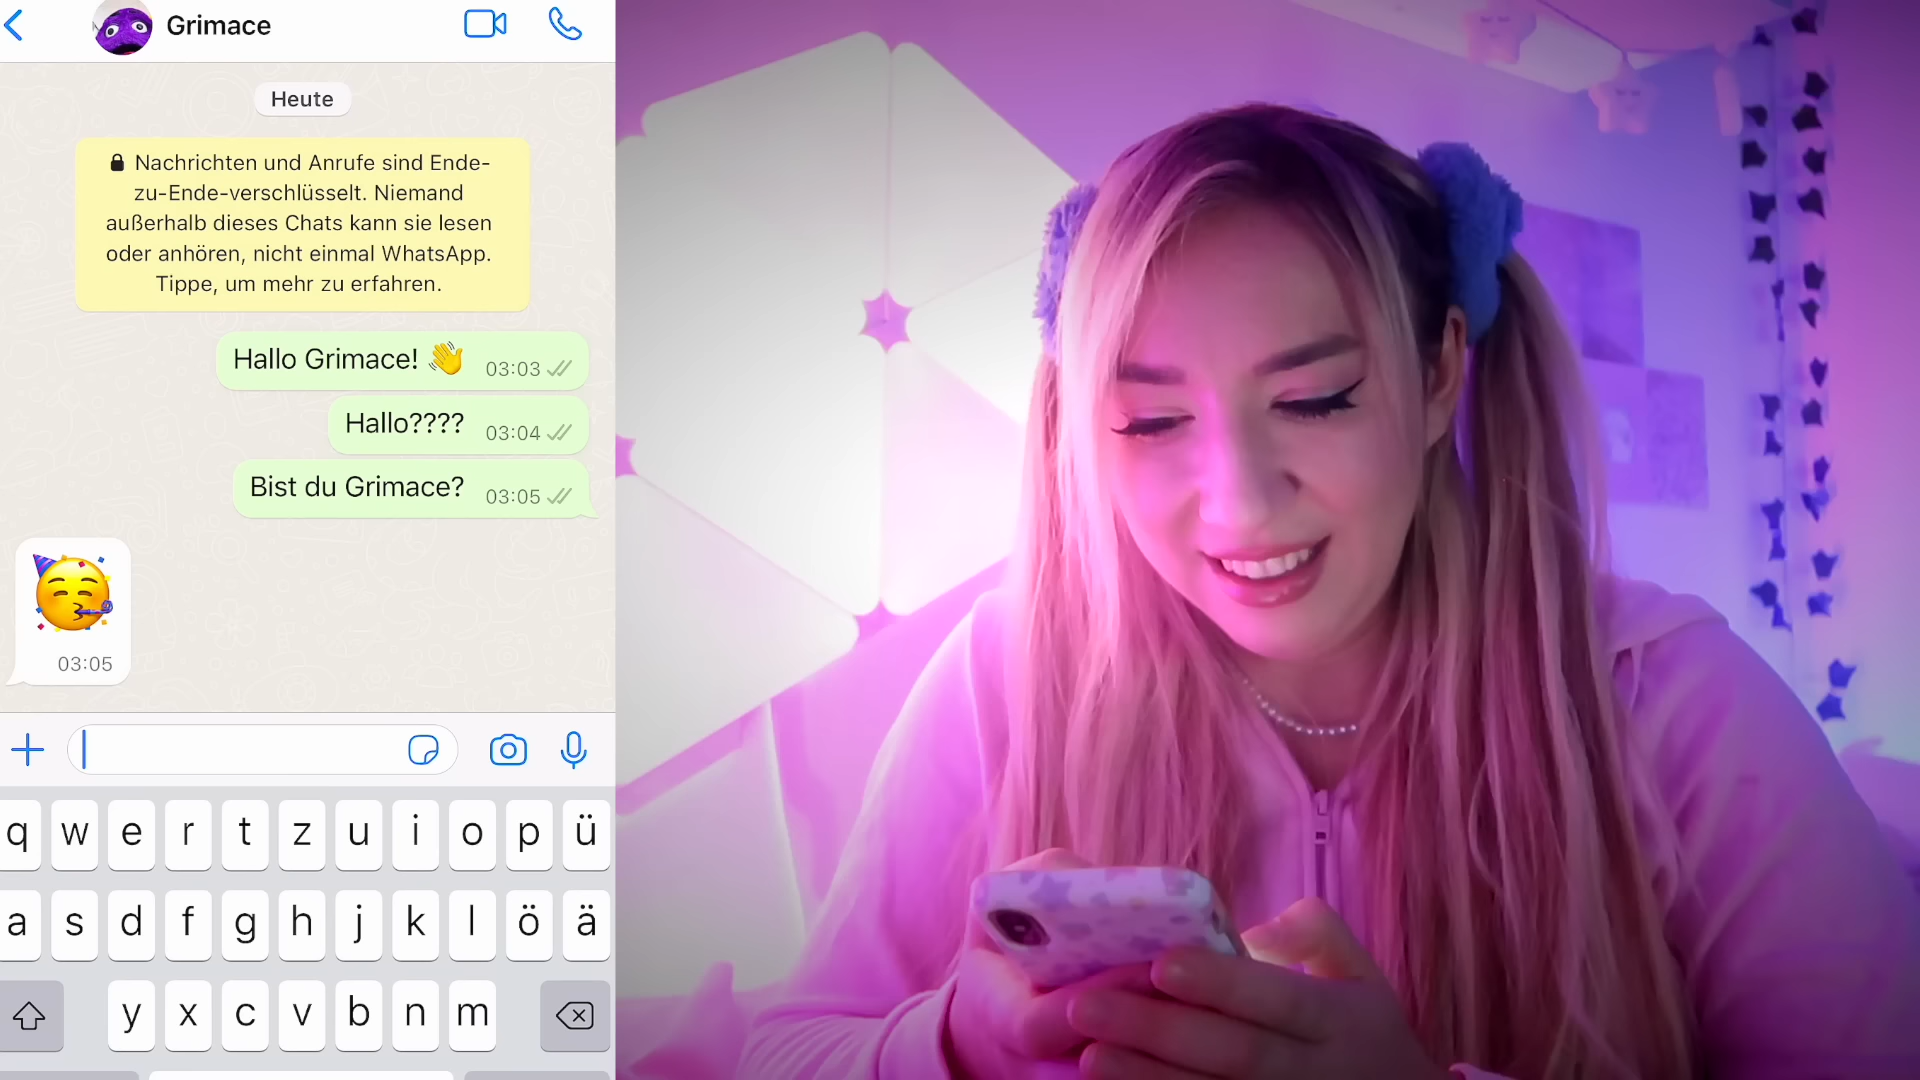 Grimace
Heute
Nachrichten und Anrufe sind Ende-
zu-Ende-verschlüsselt. Niemand
außerhalb dieses Chats kann sie lesen
oder anhören, nicht einmal WhatsApp.
Tippe, um mehr zu erfahren.
Hallo Grimace! 👋 03:03
Hallo???? 03:04
Bist du Grimace? 03:05
🥳
03:05
q w e r t z u i o p ü
a s d f g h j k l ö ä
y x c v b n m